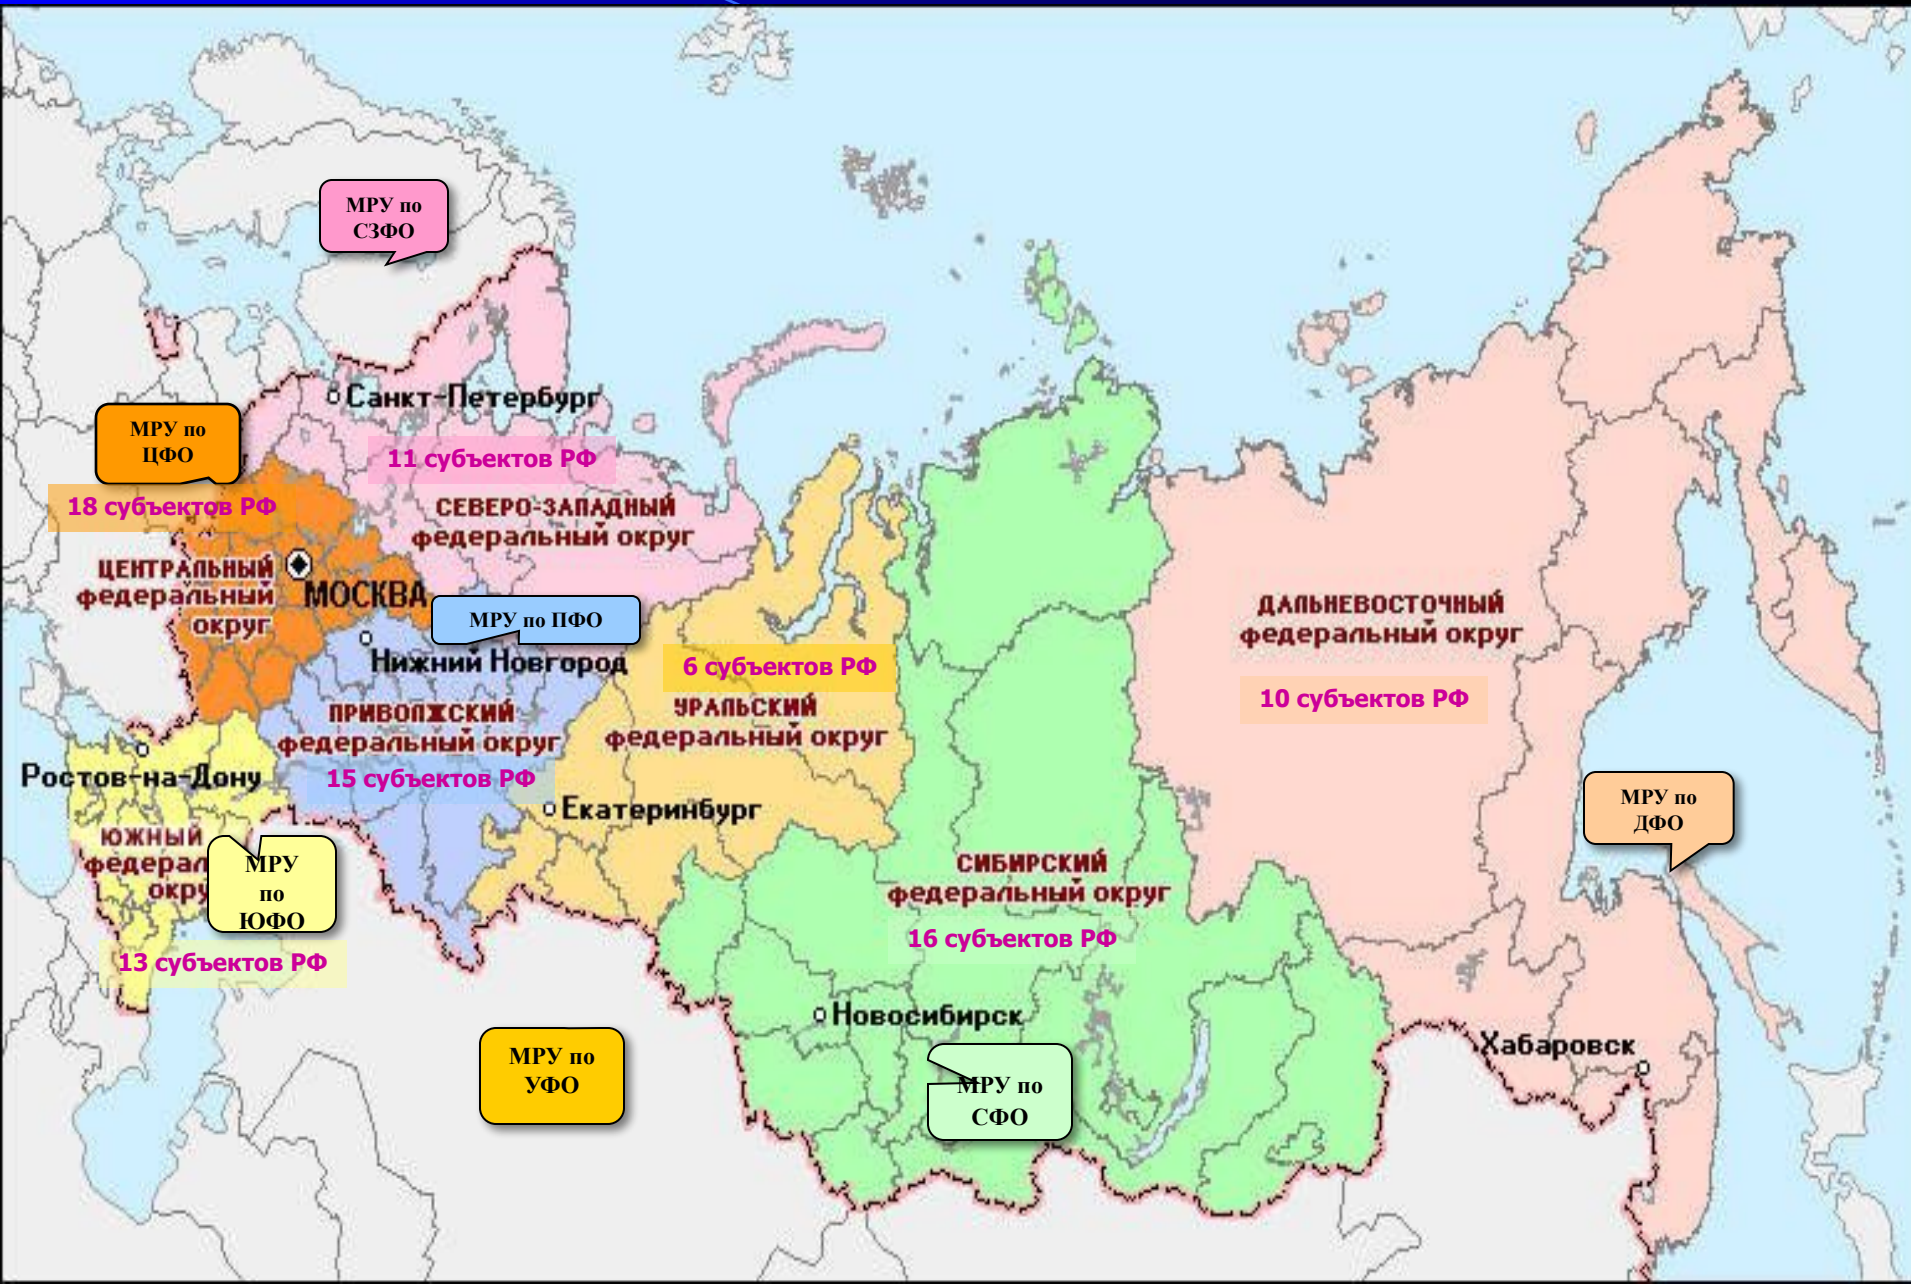 МРУ по
СЗФО
Санкт-Петербург
МРУ по
ЦФО
11 субъектов РФ
18 субъектов РФ
СЕВЕРО-ЗАПАДНЫЙ
федеральный округ
ЦЕНТРАЛЬНЫЙ
федеральный
округ
МОСКВА
МРУ по ПФО
Нижний Новгород
6 субъектов РФ
УРАЛЬСКИЙ
федеральный округ
ДАЛЬНЕВОСТОЧНЫЙ
федеральный округ
10 субъектов РФ
ПРИВОЛЖСКИЙ
федеральный округ
15 субъектов РФ
Ростов-на-Дону
Екатеринбург
МРУ по
ДФО
ЮЖНЫЙ
федерал
окру
МРУ
по
ЮФО
13 субъектов РФ
СИБИРСКИЙ
федеральный округ
16 субъектов РФ
Новосибирск
МРУ по
УФО
МРУ по
СФО
Хабаровск